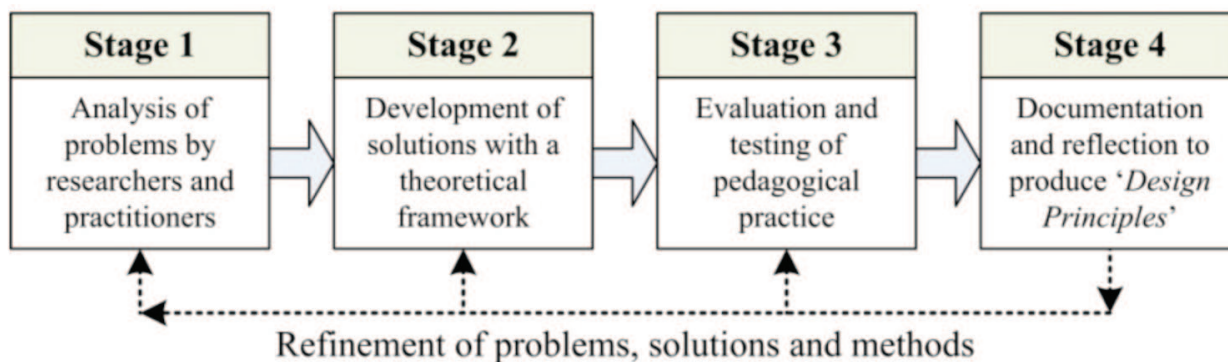 Stage 1
Analysis of
problems by
researchers and
practitioners
Stage 2
Development of
solutions with a
theoretical
framework
Stage 3
Evaluation and
testing of
pedagogical
practice
Stage 4
Documentation
and reflection to
produce ‘Design
Principles’
Refinement of problems, solutions and methods